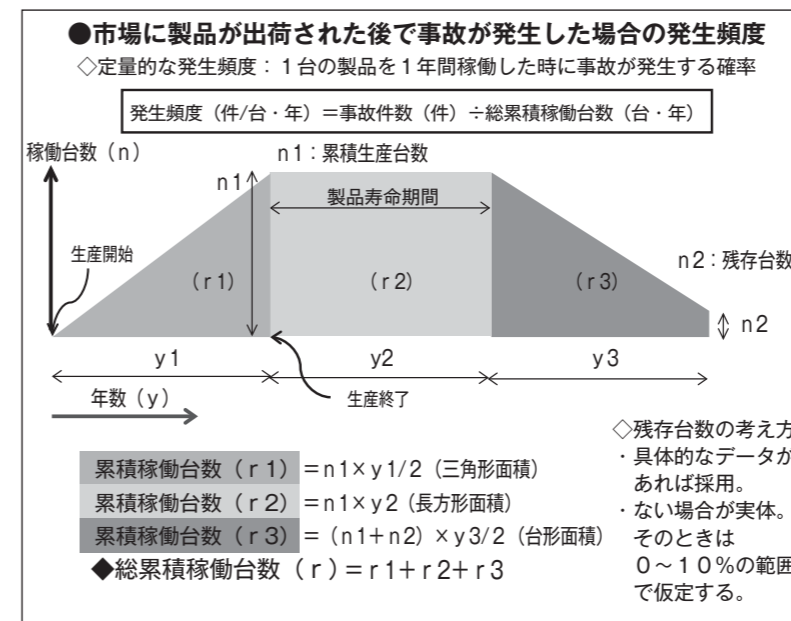 ●市場に製品が出荷された後で事故が発生した場合の発生頻度
◇定量的な発生頻度：１台の製品を１年間稼働した時に事故が発生する確率
発生頻度（件/台・年）＝事故件数（件）÷総累積稼働台数（台・年）
稼働台数（n）
n1：累積生産台数
n1
製品寿命期間
生産開始
（r1）
（r2）
（r3）
n2：残存台数
n2
y1
y2
y3
年数（y）
生産終了
累積稼働台数（r1）＝n1×y1/2（三角形面積）
累積稼働台数（r2）＝n1×y2（長方形面積）
累積稼働台数（r3）＝（n1+n2）×y3/2（台形面積）
◆総累積稼働台数（r）＝r1+r2+r3
◇残存台数の考え方
・具体的なデータが
あれば採用。
・ない場合が実体。
そのときは
０～１０％の範囲
で仮定する。